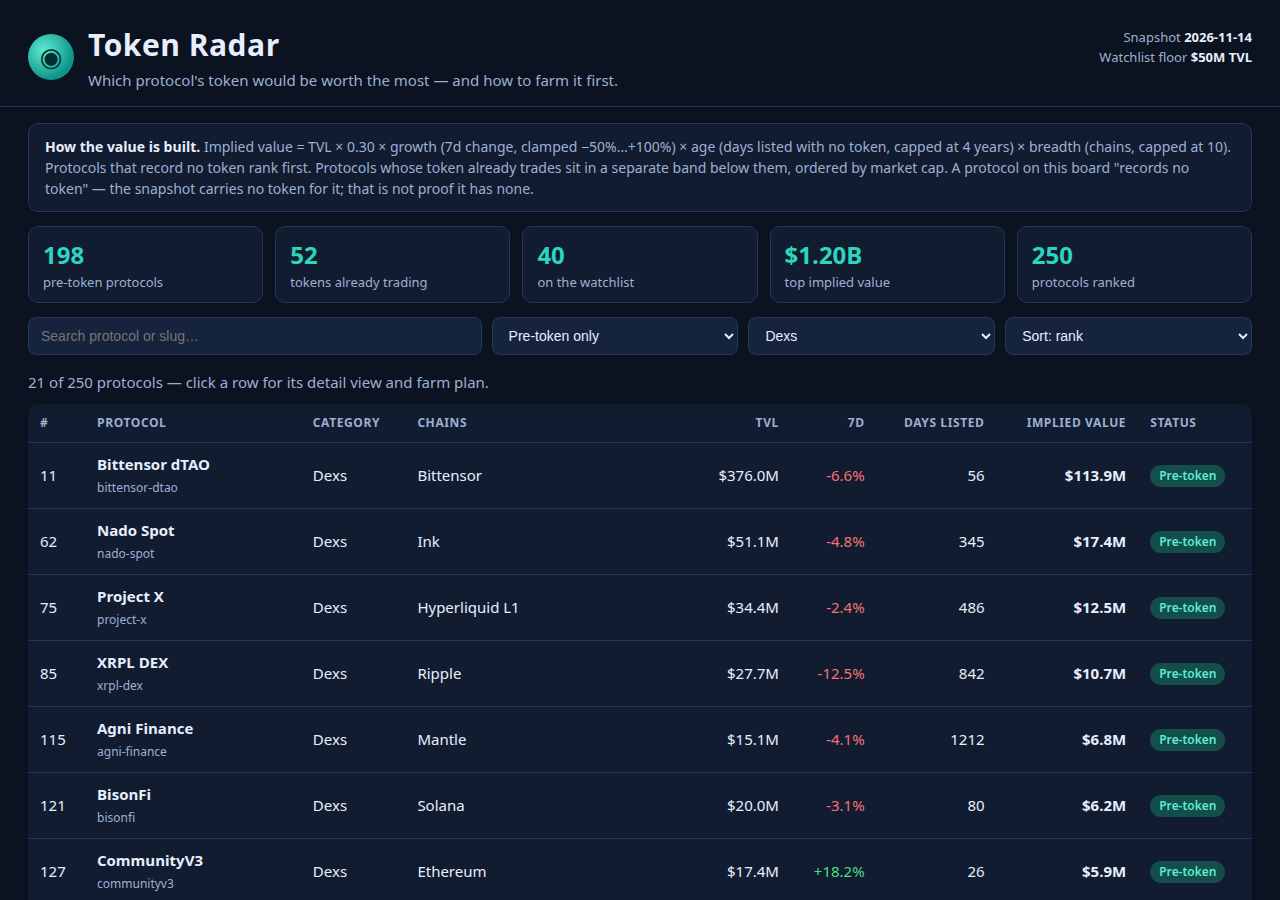 Token Radar
Which protocol's token would be worth the most — and how to farm it first.
Snapshot 2026-11-14
Watchlist floor $50M TVL
How the value is built. Implied value = TVL × 0.30 × growth (7d change, clamped −50%...+100%) × age (days listed with no token, capped at 4 years) × breadth (chains, capped at 10).
Protocols that record no token rank first. Protocols whose token already trades sit in a separate band below them, ordered by market cap. A protocol on this board "records no
token" — the snapshot carries no token for it; that is not proof it has none.
198
pre-token protocols
52
tokens already trading
40
on the watchlist
$1.20B
top implied value
250
protocols ranked
Search protocol or slug…
Pre-token only
Dexs
Sort: rank
21 of 250 protocols — click a row for its detail view and farm plan.
# PROTOCOL CATEGORY CHAINS TVL 7D DAYS LISTED IMPLIED VALUE STATUS
11 Bittensor dTAO Dexs Bittensor $376.0M -6.6% 56 $113.9M Pre-token
bittensor-dtao
62 Nado Spot Dexs Ink $51.1M -4.8% 345 $17.4M Pre-token
nado-spot
75 Project X Dexs Hyperliquid L1 $34.4M -2.4% 486 $12.5M Pre-token
project-x
85 XRPL DEX Dexs Ripple $27.7M -12.5% 842 $10.7M Pre-token
xrpl-dex
115 Agni Finance Dexs Mantle $15.1M -4.1% 1212 $6.8M Pre-token
agni-finance
121 BisonFi Dexs Solana $20.0M -3.1% 80 $6.2M Pre-token
bisonfi
127 CommunityV3 Dexs Ethereum $17.4M +18.2% 26 $5.9M Pre-token
communityv3